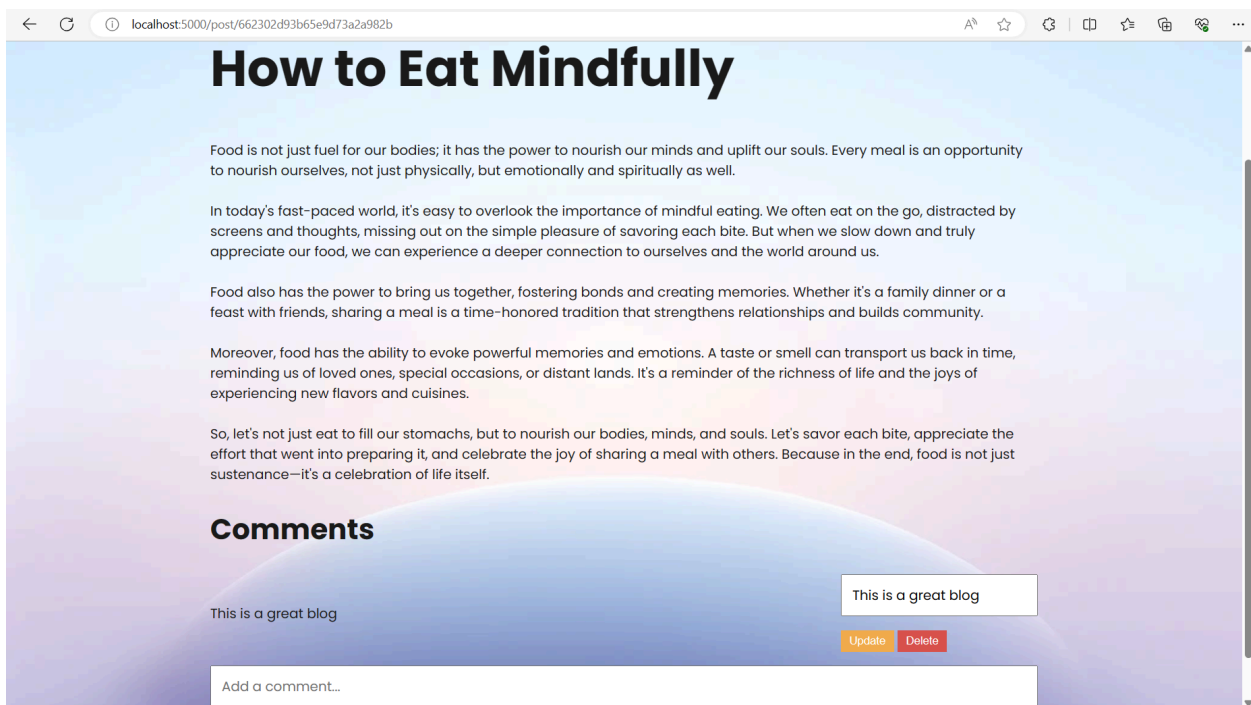 localhost:5000/post/662302d93b65e9d73a2a982b
How to Eat Mindfully
Food is not just fuel for our bodies; it has the power to nourish our minds and uplift our souls. Every meal is an opportunity
to nourish ourselves, not just physically, but emotionally and spiritually as well.
In today's fast-paced world, it's easy to overlook the importance of mindful eating. We often eat on the go, distracted by
screens and thoughts, missing out on the simple pleasure of savoring each bite. But when we slow down and truly
appreciate our food, we can experience a deeper connection to ourselves and the world around us.
Food also has the power to bring us together, fostering bonds and creating memories. Whether it's a family dinner or a
feast with friends, sharing a meal is a time-honored tradition that strengthens relationships and builds community.
Moreover, food has the ability to evoke powerful memories and emotions. A taste or smell can transport us back in time,
reminding us of loved ones, special occasions, or distant lands. It's a reminder of the richness of life and the joys of
experiencing new flavors and cuisines.
So, let's not just eat to fill our stomachs, but to nourish our bodies, minds, and souls. Let's savor each bite, appreciate the
effort that went into preparing it, and celebrate the joy of sharing a meal with others. Because in the end, food is not just
sustenance—it's a celebration of life itself.
Comments
This is a great blog
This is a great blog
Update Delete
Add a comment...